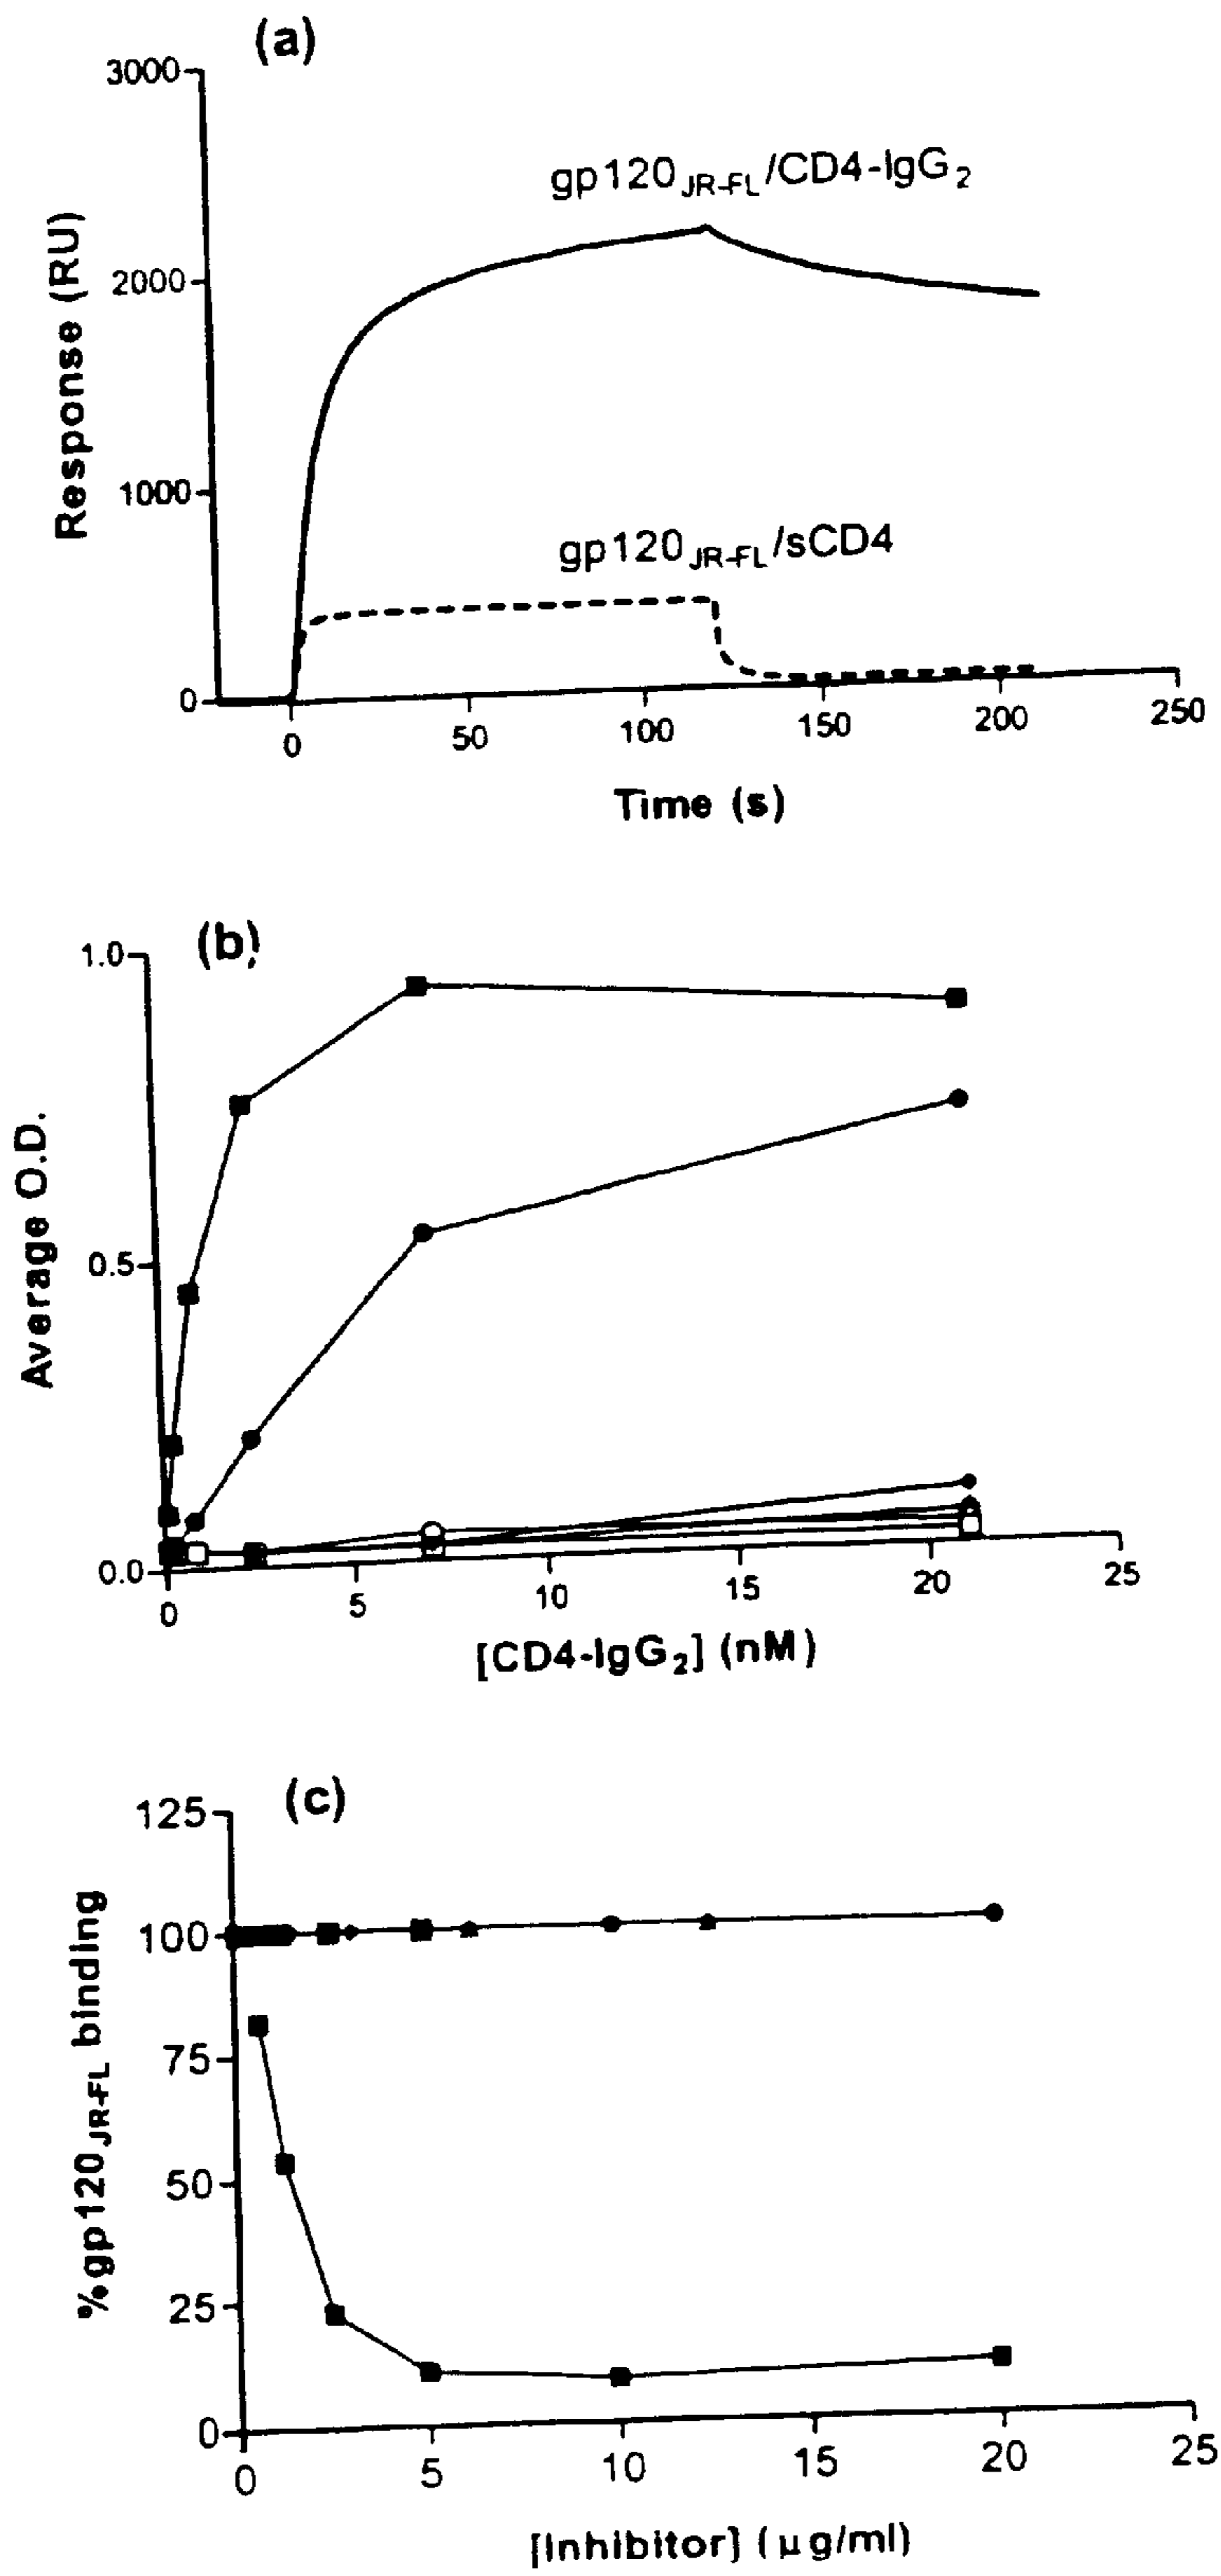 (a)
3000
2000
1000
0
Response (RU)
gp120JR-FL/CD4-IgG2
gp120JR-FL/sCD4
0 50 100 150 200 250
Time (s)
(b)
1.0
0.5
0.0
Average O.D.
0 5 10 15 20 25
[CD4-IgG2] (nM)
(c)
125
100
75
50
25
0
%gp120JR-FL binding
0 5 10 15 20 25
[Inhibitor] (μg/ml)